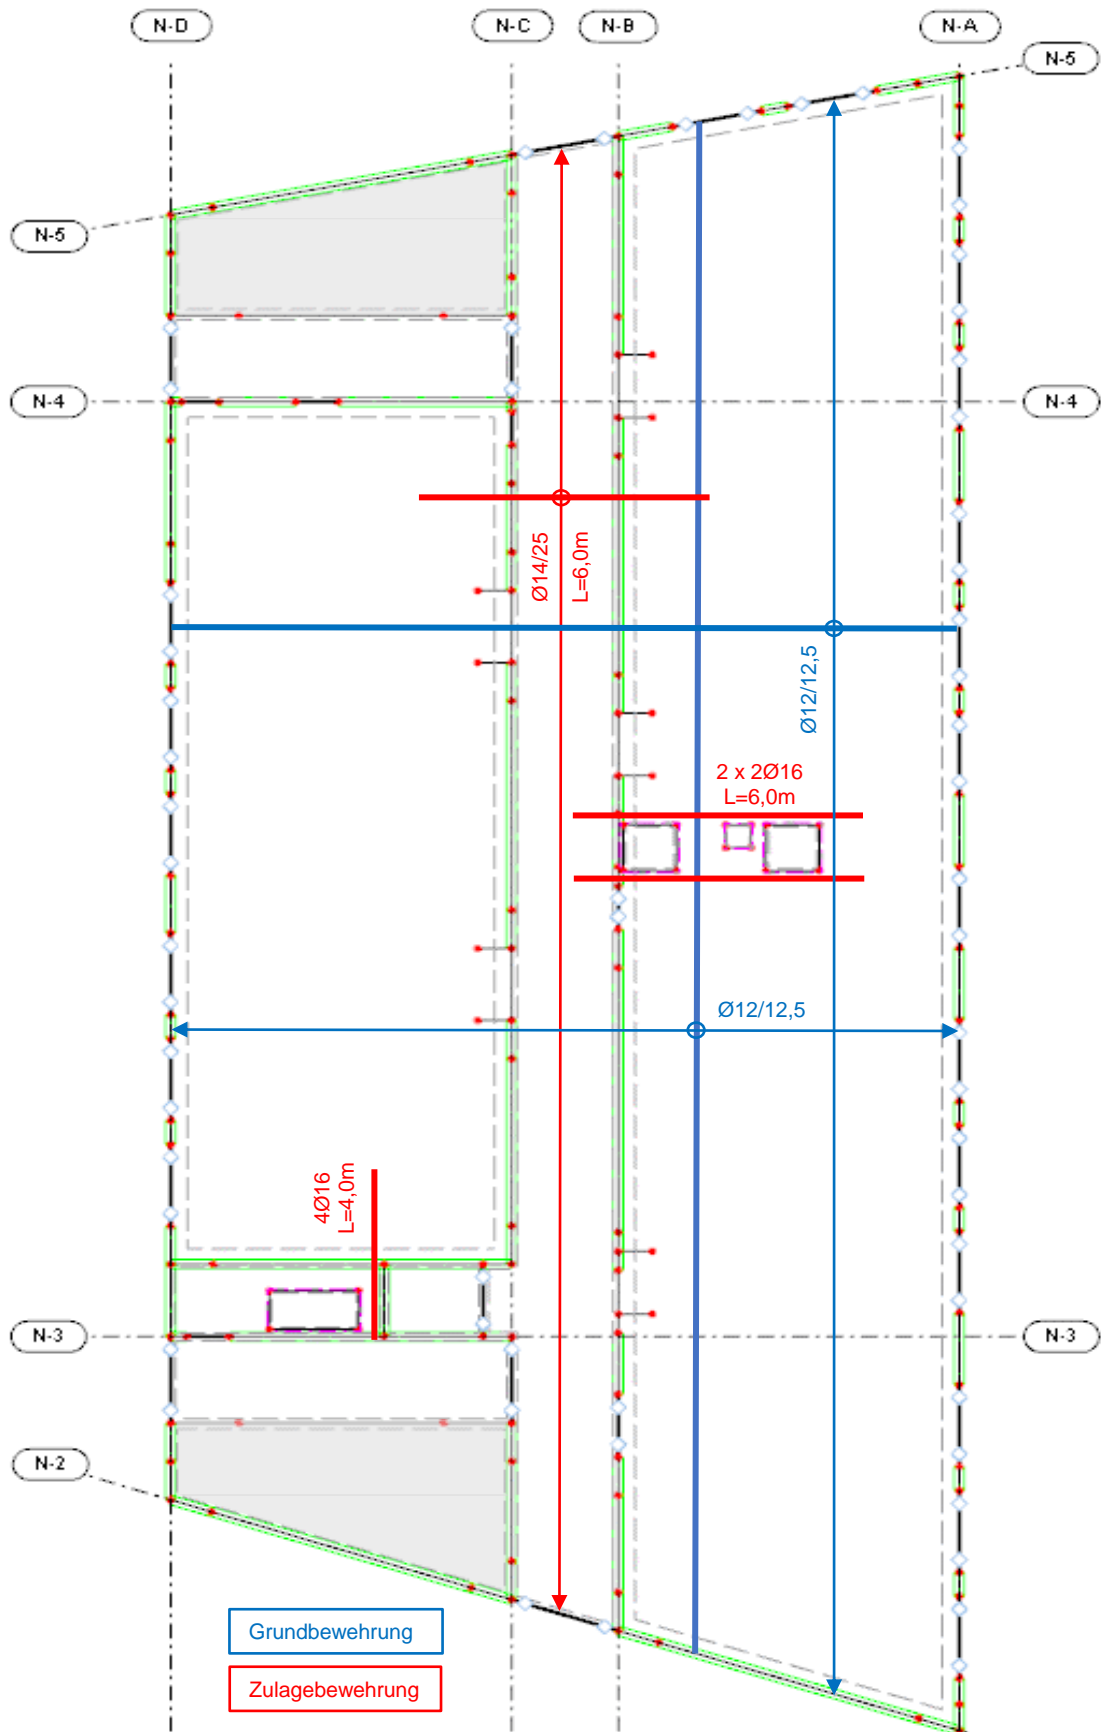 N-D
N-C
N-B
N-A
N-5
N-5
N-4
N-4
Ø14/25
L=6,0m
Ø12/12,5
2 x 2Ø16
L=6,0m
Ø12/12,5
4Ø16
L=4,0m
N-3
N-3
N-2
Grundbewehrung
Zulagebewehrung